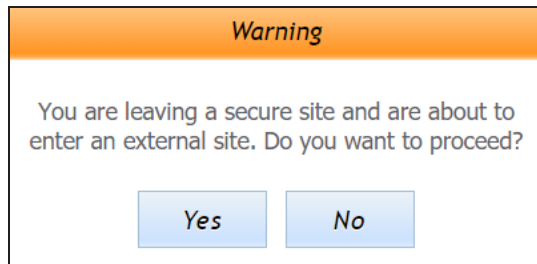 Warning
You are leaving a secure site and are about to
enter an external site. Do you want to proceed?
Yes
No